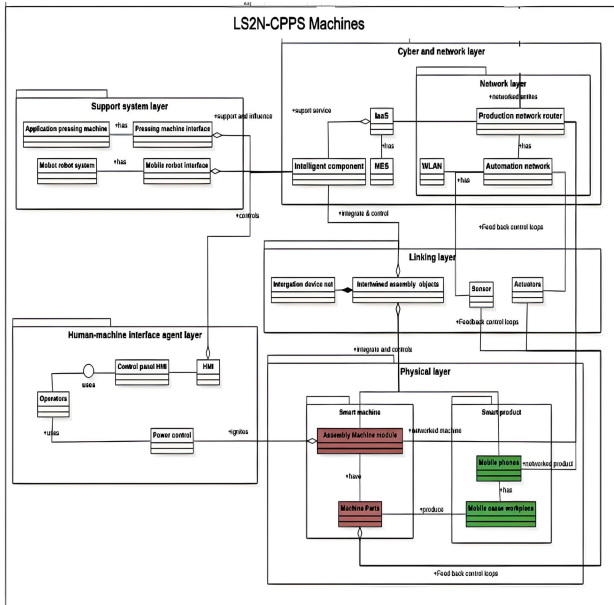 LS2N-CPPS Machines
Cyber and network layer
Network layer
+networked entites
Support system layer
+support and influence
+suport service
IaaS
Production network router
Application pressing machine
+has
Pressing machine interface
+has
+has
Mobot robot system
+has
Mobile rorbot interface
Intelligent component
MES
WLAN
Automation network
+has
+controls
+integrate & control
+Feed back control loops
Linking layer
Intergation device net
Intertwined assembly objects
Sensor
Actuators
+Feedback control loops
Human-machine interface agent layer
+integrate and controls
Physical layer
Control panel HMI
HMI
uses
Operators
Smart machine
Smart product
+uses
Power control
+ignites
Assembly Machine module
+networked machine
Mobile phones
+networked product
+have
+has
Machine Parts
+produce
Mobile cease workpiens
+Feed back control loops